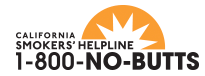 CALIFORNIA
SMOKERS' HELPLINE
1-800-NO-BUTTS